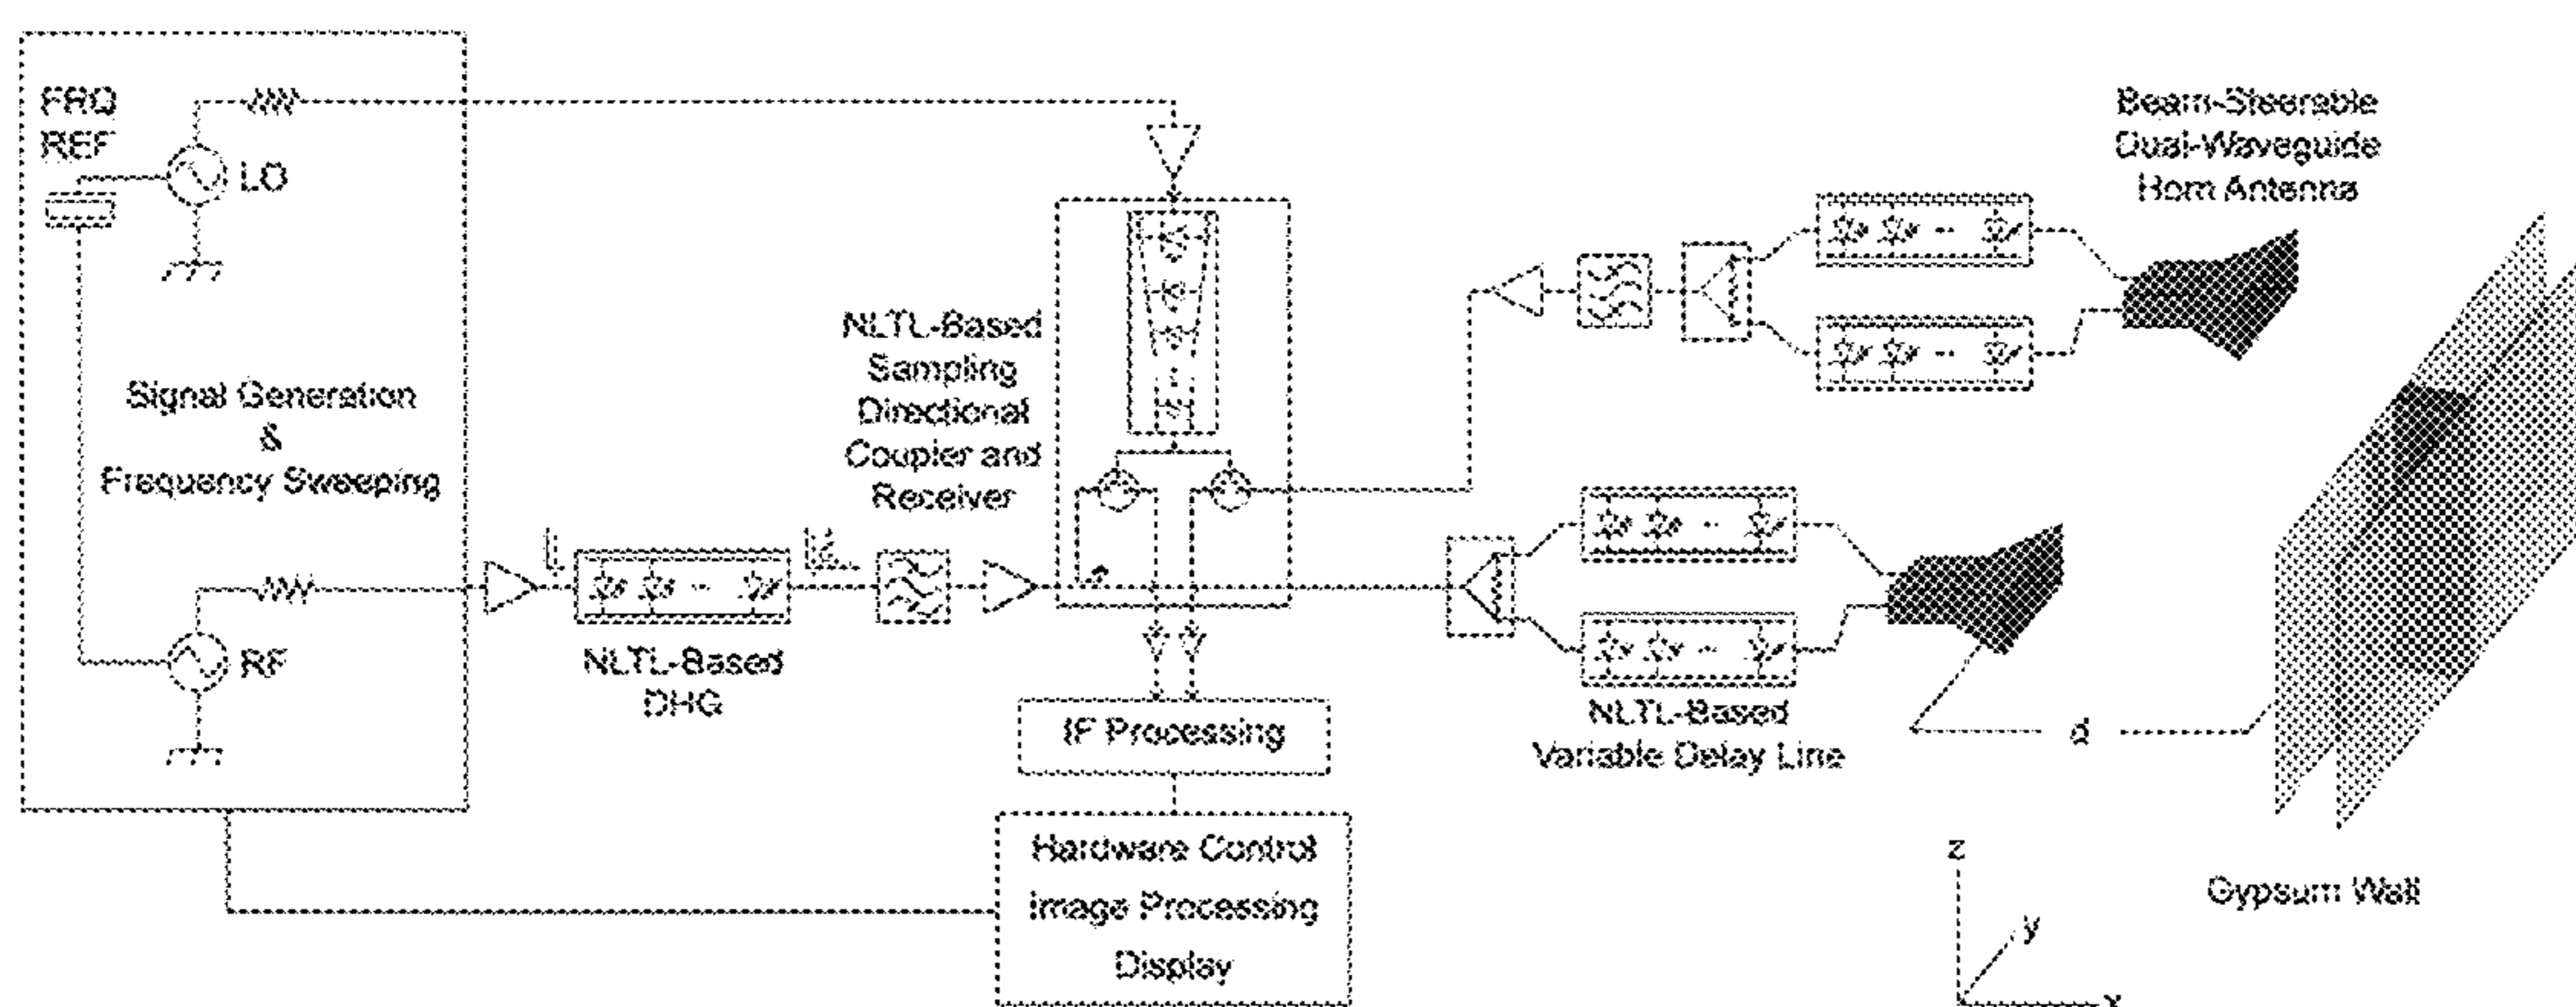 FRQ
REF
LO
Signal Generation
&
Frequency Sweeping
RF
NLTL-Based
DHG
NLTL-Based
Sampling
Directional
Coupler and
Receiver
IF Processing
Hardware Control
Image Processing
Display
Beam-Steerable
Dual-Waveguide
Horn Antenna
NLTL-Based
Variable Delay Line
d
Gypsum Wall
z
y
x